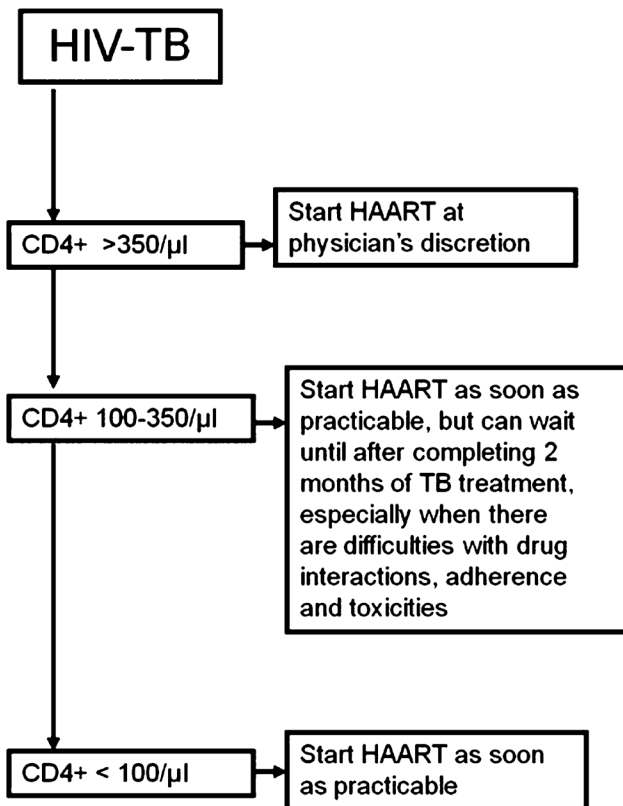 HIV-TB
CD4+ >350/µl
Start HAART at
physician's discretion
CD4+ 100-350/µl
Start HAART as soon as
practicable, but can wait
until after completing 2
months of TB treatment,
especially when there
are difficulties with drug
interactions, adherence
and toxicities
CD4+ < 100/µl
Start HAART as soon
as practicable